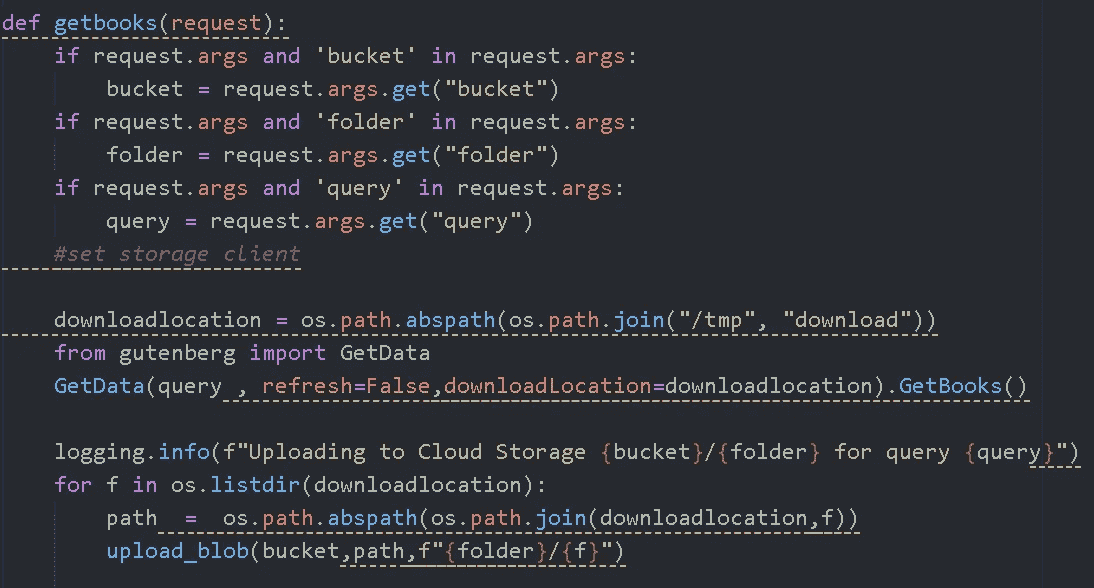 def getbooks(request):
    if request.args and 'bucket' in request.args:
        bucket = request.args.get("bucket")
    if request.args and 'folder' in request.args:
        folder = request.args.get("folder")
    if request.args and 'query' in request.args:
        query = request.args.get("query")
    #set storage client
    downloadlocation = os.path.abspath(os.path.join("/tmp", "download"))
    from gutenberg import GetData
    GetData(query , refresh=False,downloadLocation=downloadlocation).GetBooks()
    logging.info(f"Uploading to Cloud Storage {bucket}/{folder} for query {query}")
    for f in os.listdir(downloadlocation):
        path  =  os.path.abspath(os.path.join(downloadlocation,f))
        upload_blob(bucket,path,f"{folder}/{f}")